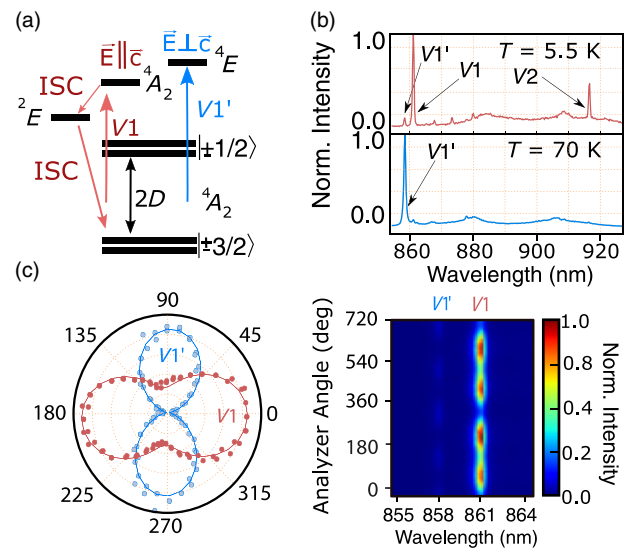 (a)
E⃗∥c⃗
E⃗⊥c⃗
ISC
⁴A₂
⁴E
²E
V1
V1'
ISC
|±1/2⟩
2D
⁴A₂
|±3/2⟩
(b)
Norm. Intensity
1.0
V1'
V1
V2
T = 5.5 K
0.0
1.0
V1'
T = 70 K
0.0
860 880 900 920
Wavelength (nm)
(c)
90
135
45
V1'
180
V1
0
225
315
270
V1' V1
Analyzer Angle (deg)
720
540
360
180
0
855 858 861 864
Wavelength (nm)
1.0
0.8
0.6
0.4
0.2
0.0
Norm. Intensity